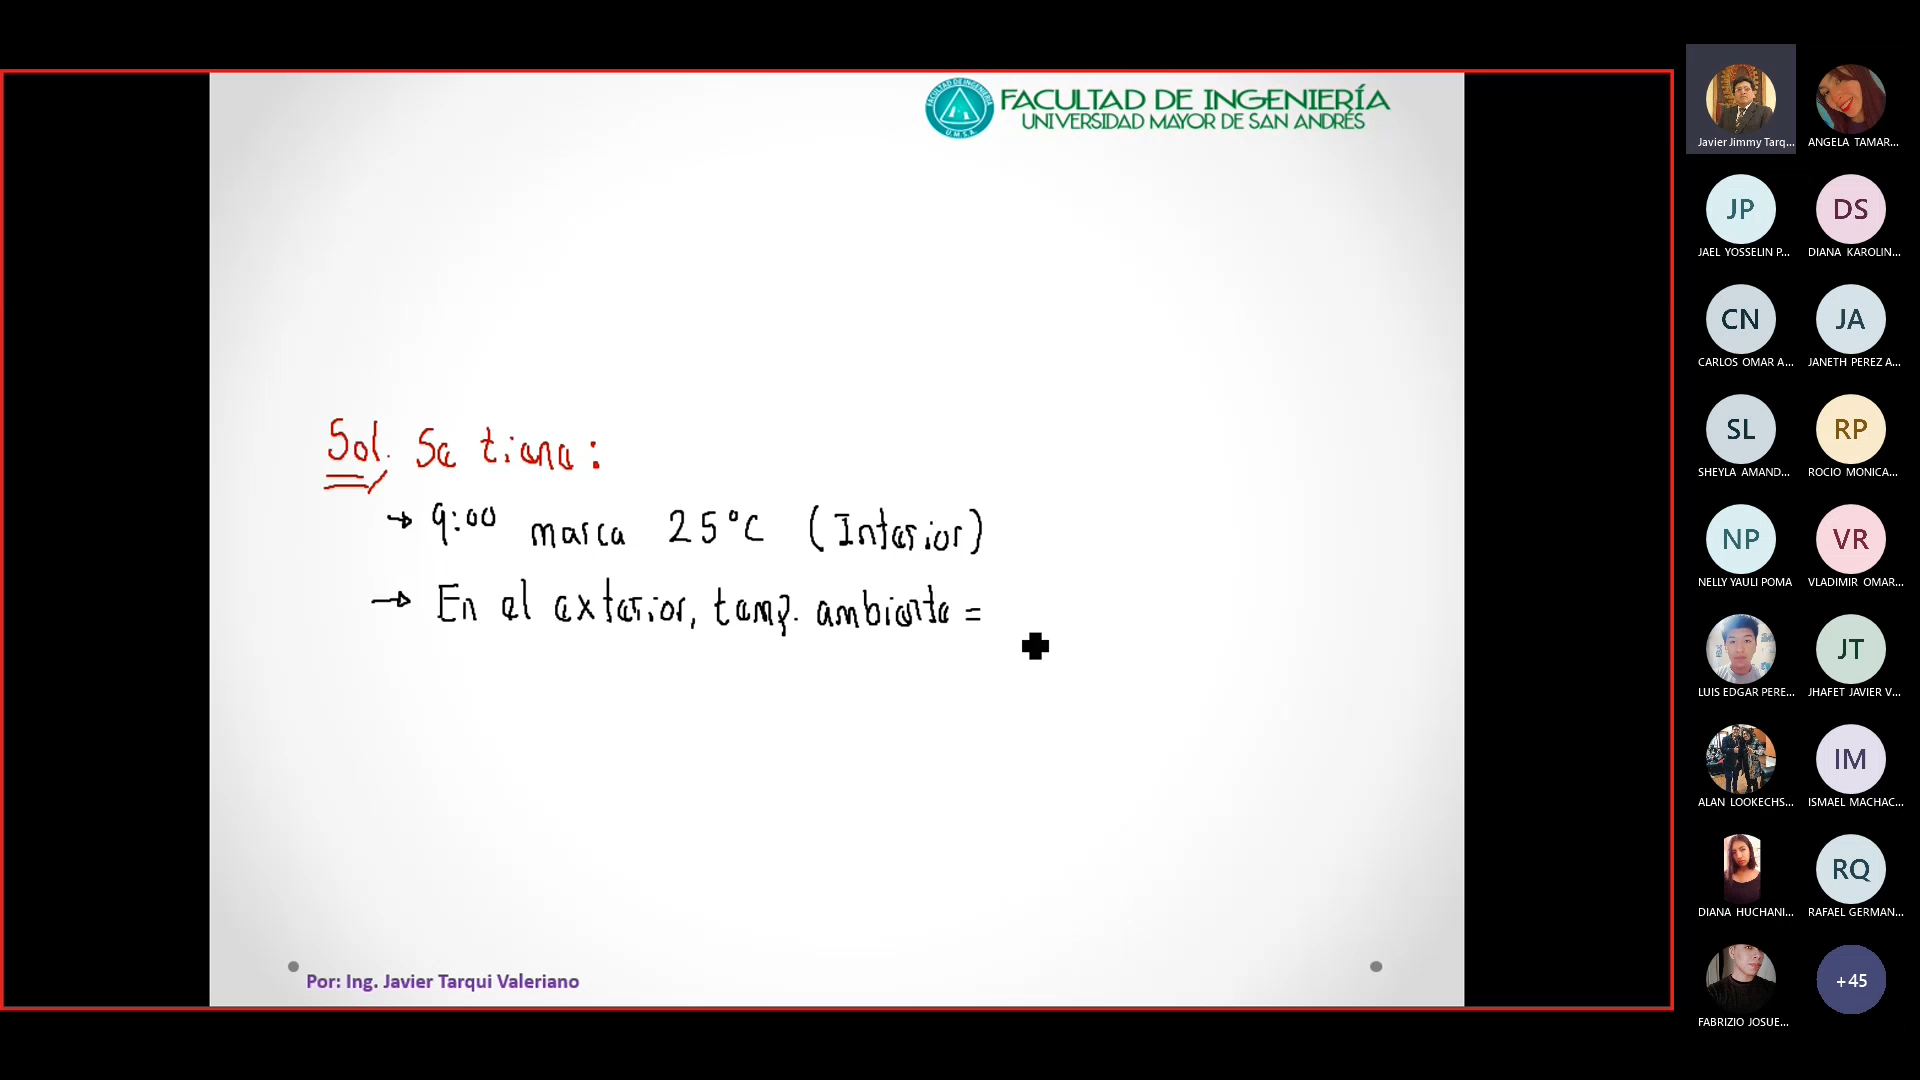 FACULTAD DE INGENIERÍA
UNIVERSIDAD MAYOR DE SAN ANDRÉS
Sol. Se tiene:
→ 9:00 marca 25°C (Interior)
→ En el exterior, temp. ambiente =
Por: Ing. Javier Tarqui Valeriano
Javier Jimmy Tarq...
ANGELA TAMAR...
JP
DS
JAEL YOSSELIN P...
DIANA KAROLIN...
CN
JA
CARLOS OMAR A...
JANETH PEREZ A...
SL
RP
SHEYLA AMAND...
ROCIO MONICA...
NP
VR
NELLY YAULI POMA
VLADIMIR OMAR...
JT
LUIS EDGAR PERE...
JHAFET JAVIER V...
IM
ALAN LOOKECHS...
ISMAEL MACHAC...
RQ
DIANA HUCHANI...
RAFAEL GERMAN...
+45
FABRIZIO JOSUE...